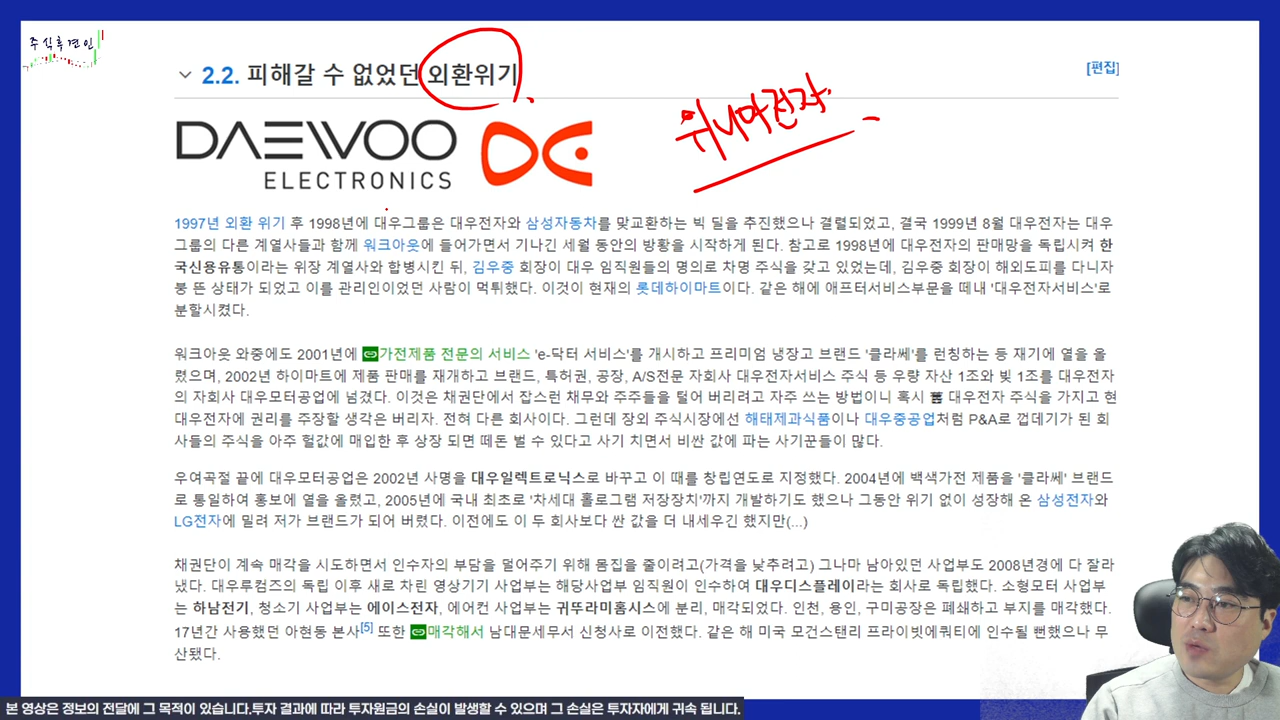 주식후견인
2.2. 피해갈 수 없었던 외환위기
[편집]
위니아전자
DAEWOO
ELECTRONICS
1997년 외환 위기 후 1998년에 대우그룹은 대우전자와 삼성자동차를 맞교환하는 빅 딜을 추진했으나 결렬되었고, 결국 1999년 8월 대우전자는 대우
그룹의 다른 계열사들과 함께 워크아웃에 들어가면서 기나긴 세월 동안의 방황을 시작하게 된다. 참고로 1998년에 대우전자의 판매망을 독립시켜 한
국신용유통이라는 위장 계열사와 합병시킨 뒤, 김우중 회장이 대우 임직원들의 명의로 차명 주식을 갖고 있었는데, 김우중 회장이 해외도피를 다니자
붕 뜬 상태가 되었고 이를 관리인이었던 사람이 먹튀했다. 이것이 현재의 롯데하이마트이다. 같은 해에 애프터서비스부문을 떼내 '대우전자서비스'로
분할시켰다.
워크아웃 와중에도 2001년에 가전제품 전문의 서비스 'e-닥터 서비스'를 개시하고 프리미엄 냉장고 브랜드 '클라쎄'를 런칭하는 등 재기에 열을 올
렸으며, 2002년 하이마트에 제품 판매를 재개하고 브랜드, 특허권, 공장, A/S전문 자회사 대우전자서비스 주식 등 우량 자산 1조와 빚 1조를 대우전자
의 자회사 대우모터공업에 넘겼다. 이것은 채권단에서 잡스런 채무와 주주들을 털어 버리려고 자주 쓰는 방법이니 혹시 舊 대우전자 주식을 가지고 현
대우전자에 권리를 주장할 생각은 버리자. 전혀 다른 회사이다. 그런데 장외 주식시장에선 해태제과식품이나 대우중공업처럼 P&A로 껍데기가 된 회
사들의 주식을 아주 헐값에 매입한 후 상장 되면 떼돈 벌 수 있다고 사기 치면서 비싼 값에 파는 사기꾼들이 많다.
우여곡절 끝에 대우모터공업은 2002년 사명을 대우일렉트로닉스로 바꾸고 이 때를 창립연도로 지정했다. 2004년에 백색가전 제품을 '클라쎄' 브랜드
로 통일하여 홍보에 열을 올렸고, 2005년에 국내 최초로 '차세대 홀로그램 저장장치'까지 개발하기도 했으나 그동안 위기 없이 성장해 온 삼성전자와
LG전자에 밀려 저가 브랜드가 되어 버렸다. 이전에도 이 두 회사보다 싼 값을 더 내세우긴 했지만(...)
채권단이 계속 매각을 시도하면서 인수자의 부담을 덜어주기 위해 몸집을 줄이려고(가격을 낮추려고) 그나마 남아있던 사업부도 2008년경에 다 잘라
냈다. 대우루컴즈의 독립 이후 새로 차린 영상기기 사업부는 해당사업부 임직원이 인수하여 대우디스플레이라는 회사로 독립했다. 소형모터 사업부
는 하남전기, 청소기 사업부는 에이스전자, 에어컨 사업부는 귀뚜라미홈시스에 분리, 매각되었다. 인천, 용인, 구미공장은 폐쇄하고 부지를 매각했다.
17년간 사용했던 아현동 본사[5] 또한 매각해서 남대문세무서 신청사로 이전했다. 같은 해 미국 모건스탠리 프라이빗에쿼티에 인수될 뻔했으나 무
산됐다.
본 영상은 정보의 전달에 그 목적이 있습니다.투자 결과에 따라 투자원금의 손실이 발생할 수 있으며 그 손실은 투자자에게 귀속 됩니다.